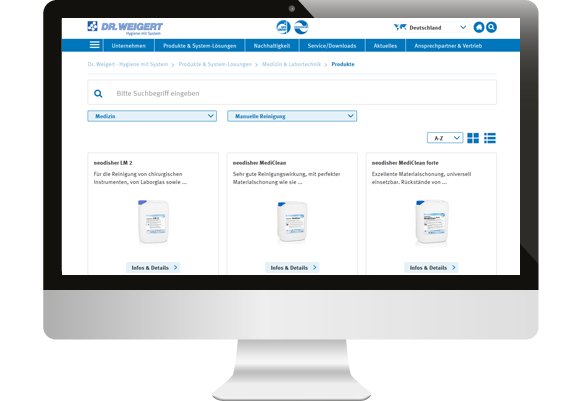 DR.WEIGERT
Hygiene mit System
Deutschland
Unternehmen
Produkte & System-Lösungen
Nachhaltigkeit
Service/Downloads
Aktuelles
Ansprechpartner & Vertrieb
Dr. Weigert - Hygiene mit System > Produkte & System-Lösungen > Medizin & Labortechnik > Produkte
Bitte Suchbegriff eingeben
Medizin
Manuelle Reinigung
A-Z
neodisher LM 2
Für die Reinigung von chirurgischen
Instrumenten, von Laborglas sowie ...
Infos & Details >
neodisher MediClean
Sehr gute Reinigungswirkung, mit perfekter
Materialschonung wie sie ...
Infos & Details >
neodisher MediClean forte
Exzellente Materialschonung, universell
einsetzbar. Rückstände von ...
Infos & Details >